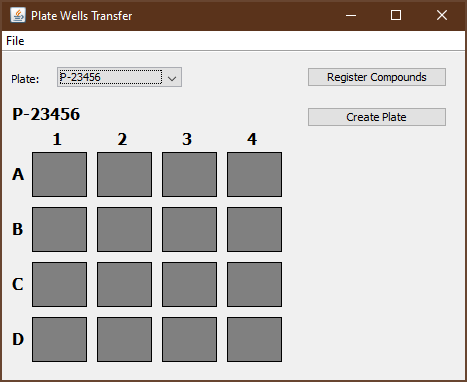 Plate Wells Transfer
File
Plate: P-23456 Register Compounds
P-23456 Create Plate
1 2 3 4
A
B
C
D